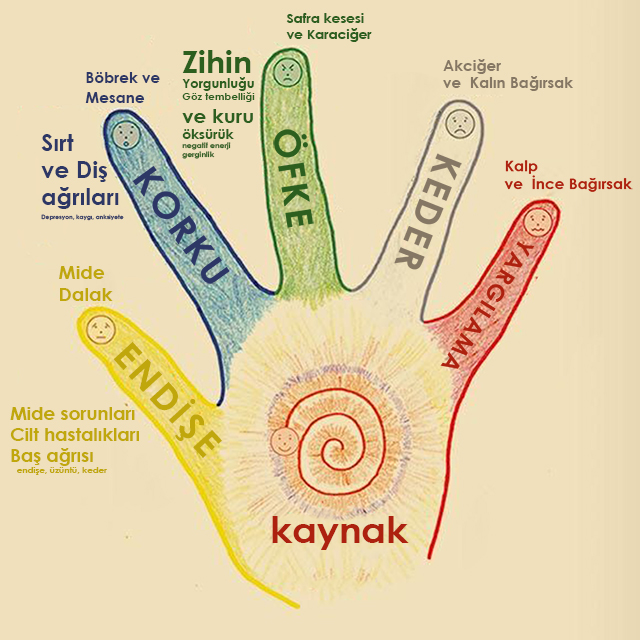 Safra kesesi
ve Karaciğer
Zihin
Yorgunluğu
Göz tembelliği
ve kuru
öksürük
negatif enerji
gerginlik
ÖFKE
Böbrek ve
Mesane
Sırt
ve Diş
ağrıları
Depresyon, kaygı, anksiyete
KORKU
Akciğer
ve Kalın Bağırsak
KEDER
Kalp
ve İnce Bağırsak
YARGILAMA
Mide
Dalak
ENDİŞE
Mide sorunları
Cilt hastalıkları
Baş ağrısı
endişe, üzüntü, keder
kaynak